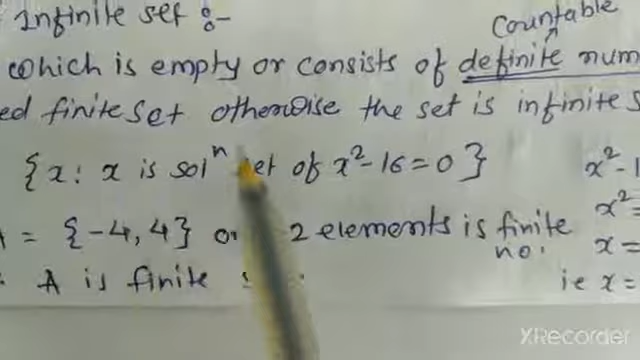 Infinite set :-
Countable
which is empty or consists of definite num
ed finite set otherwise the set is infinite s
{x : x is solⁿ set of x²-16=0}
x²-1
= {-4, 4} 2 elements is finite no.
x²=
x=
A is finite
ie x=
XRecorder